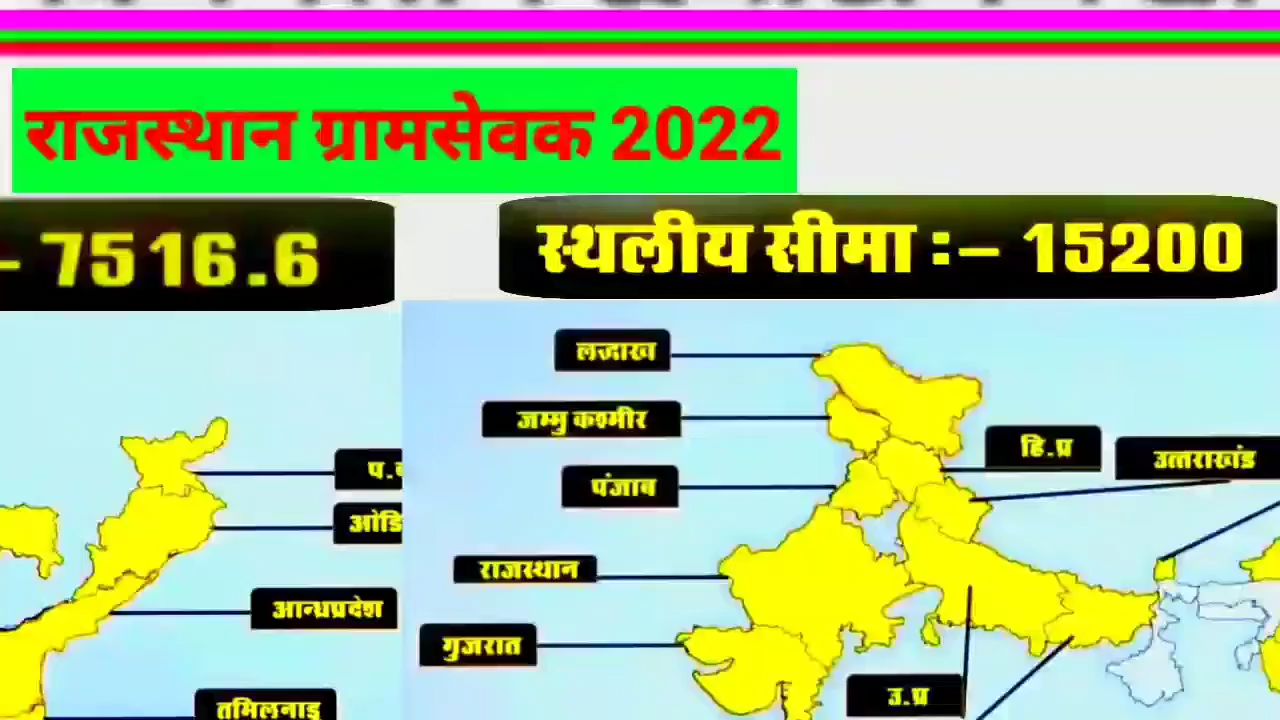 राजस्थान ग्रामसेवक 2022
- 7516.6
स्थलीय सीमा :- 15200
लद्दाख
जम्मु कश्मीर
हि.प्र
उत्तराखंड
प.
पंजाब
आन्ध्रप्रदेश
राजस्थान
गुजरात
उ.प्र
तमिलनाडु